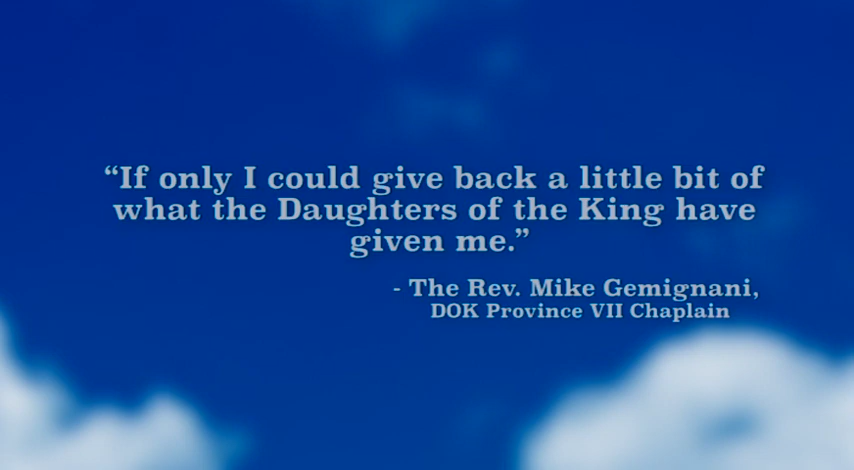 “If only I could give back a little bit of
what the Daughters of the King have
given me.”
- The Rev. Mike Gemignani,
DOK Province VII Chaplain